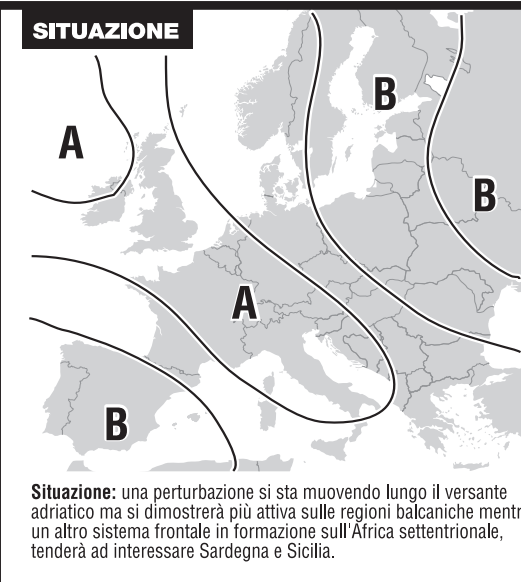 SITUAZIONE
B
A
B
A
B
Situazione: una perturbazione si sta muovendo lungo il versante
adriatico ma si dimostrerà più attiva sulle regioni balcaniche mentr
un altro sistema frontale in formazione sull'Africa settentrionale,
tenderà ad interessare Sardegna e Sicilia.